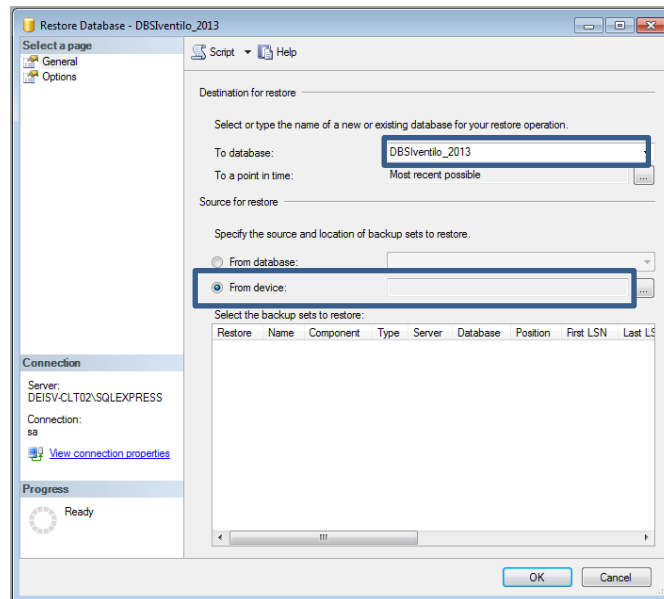 Restore Database - DBSIventilo_2013
Select a page
General
Options
Script
Help
Destination for restore
Select or type the name of a new or existing database for your restore operation.
To database:
DBSIventilo_2013
To a point in time:
Most recent possible
...
Source for restore
Specify the source and location of backup sets to restore.
From database:
From device:
...
Select the backup sets to restore:
Restore Name Component Type Server Database Position First LSN Last LS
Connection
Server:
DEISV-CLT02\SQLEXPRESS
Connection:
sa
View connection properties
Progress
Ready
OK
Cancel